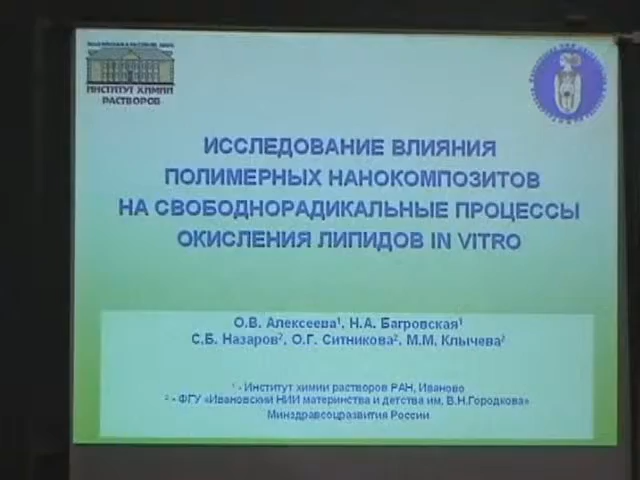 ИНСТИТУТ ХИМИИ
РАСТВОРОВ
ИССЛЕДОВАНИЕ ВЛИЯНИЯ
ПОЛИМЕРНЫХ НАНОКОМПОЗИТОВ
НА СВОБОДНОРАДИКАЛЬНЫЕ ПРОЦЕССЫ
ОКИСЛЕНИЯ ЛИПИДОВ IN VITRO
О.В. Алексеева¹, Н.А. Багровская¹
С.Б. Назаров², О.Г. Ситникова², М.М. Клычева²
¹ - Институт химии растворов РАН, Иваново
² - ФГУ «Ивановский НИИ материнства и детства им. В.Н.Городкова»
Минздравсоцразвития России